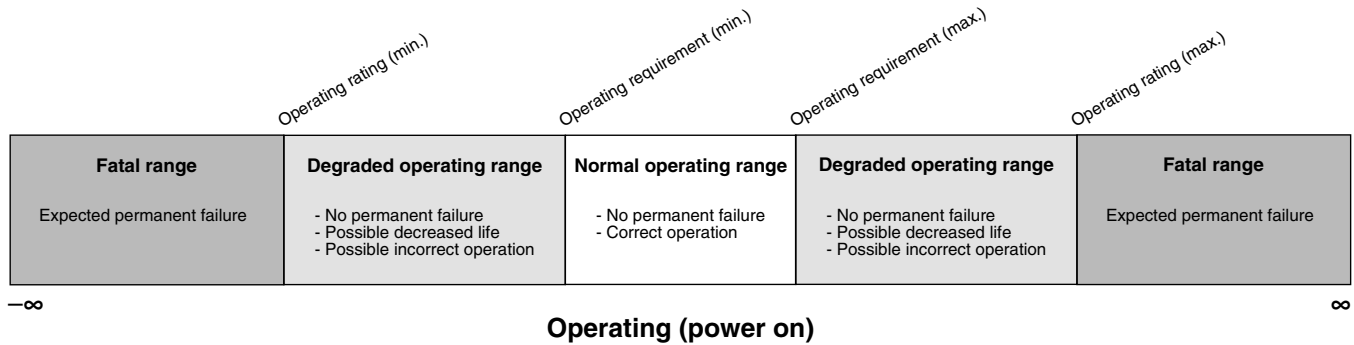 Operating rating (min.)
Operating requirement (min.)
Operating requirement (max.)
Operating rating (max.)
Fatal range
Expected permanent failure
Degraded operating range
- No permanent failure
- Possible decreased life
- Possible incorrect operation
Normal operating range
- No permanent failure
- Correct operation
Degraded operating range
- No permanent failure
- Possible decreased life
- Possible incorrect operation
Fatal range
Expected permanent failure
–∞
∞
Operating (power on)